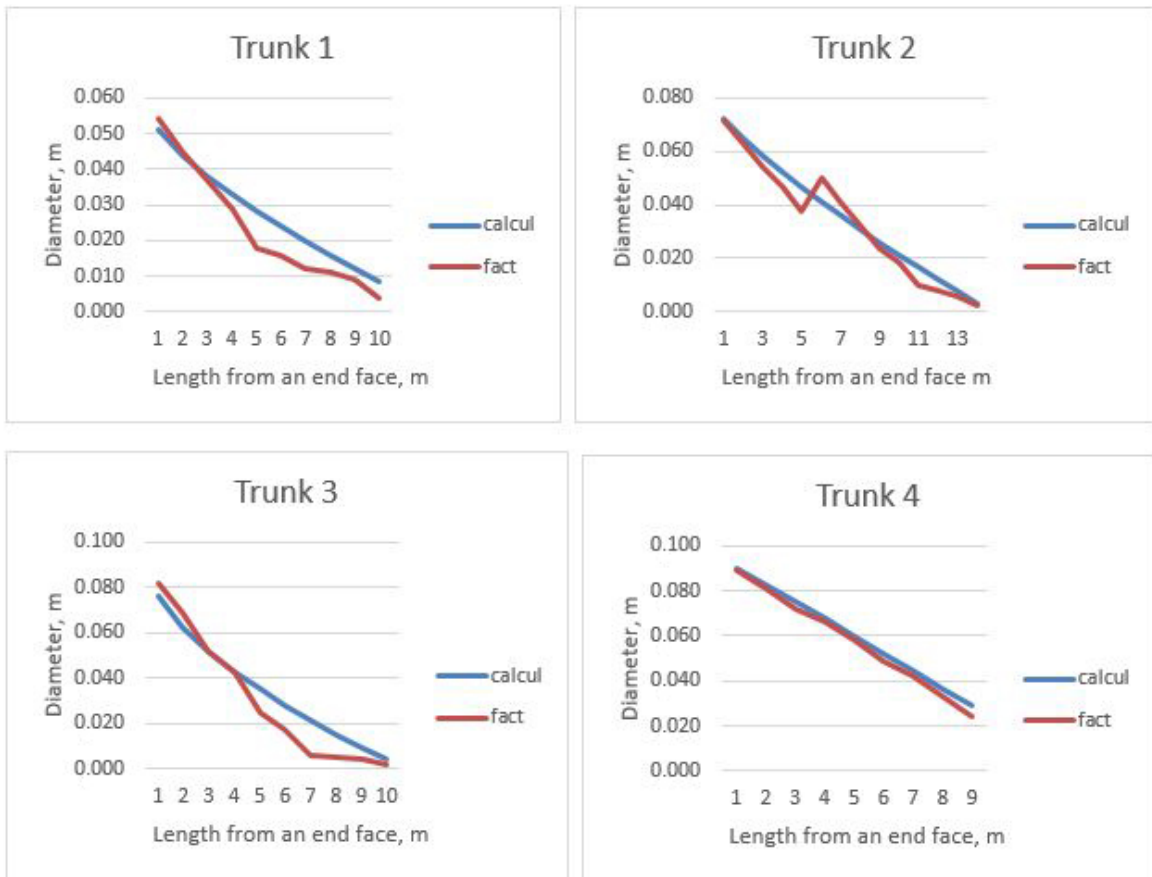 Trunk 1
0.060
0.050
0.040
0.030
0.020
0.010
0.000
Diameter, m
1 2 3 4 5 6 7 8 9 10
Length from an end face, m
calcul
fact
Trunk 2
0.080
0.060
0.040
0.020
0.000
Diameter, m
1 3 5 7 9 11 13
Length from an end face m
calcul
fact
Trunk 3
0.100
0.080
0.060
0.040
0.020
0.000
Diameter, m
1 2 3 4 5 6 7 8 9 10
Length from an end face, m
calcul
fact
Trunk 4
0.100
0.080
0.060
0.040
0.020
0.000
Diameter, m
1 2 3 4 5 6 7 8 9
Length from an end face, m
calcul
fact